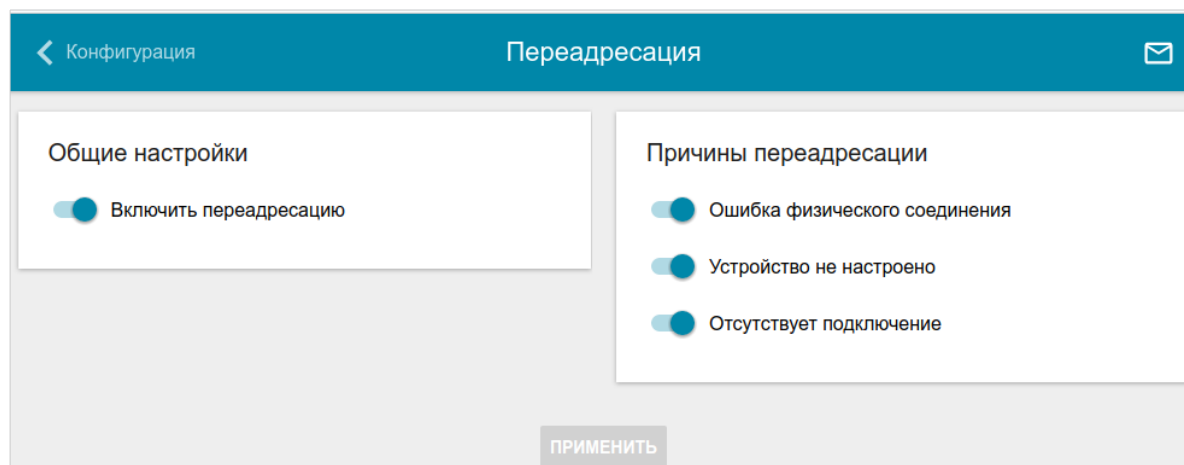 Конфигурация
Переадресация
Общие настройки
Включить переадресацию
Причины переадресации
Ошибка физического соединения
Устройство не настроено
Отсутствует подключение
ПРИМЕНИТЬ